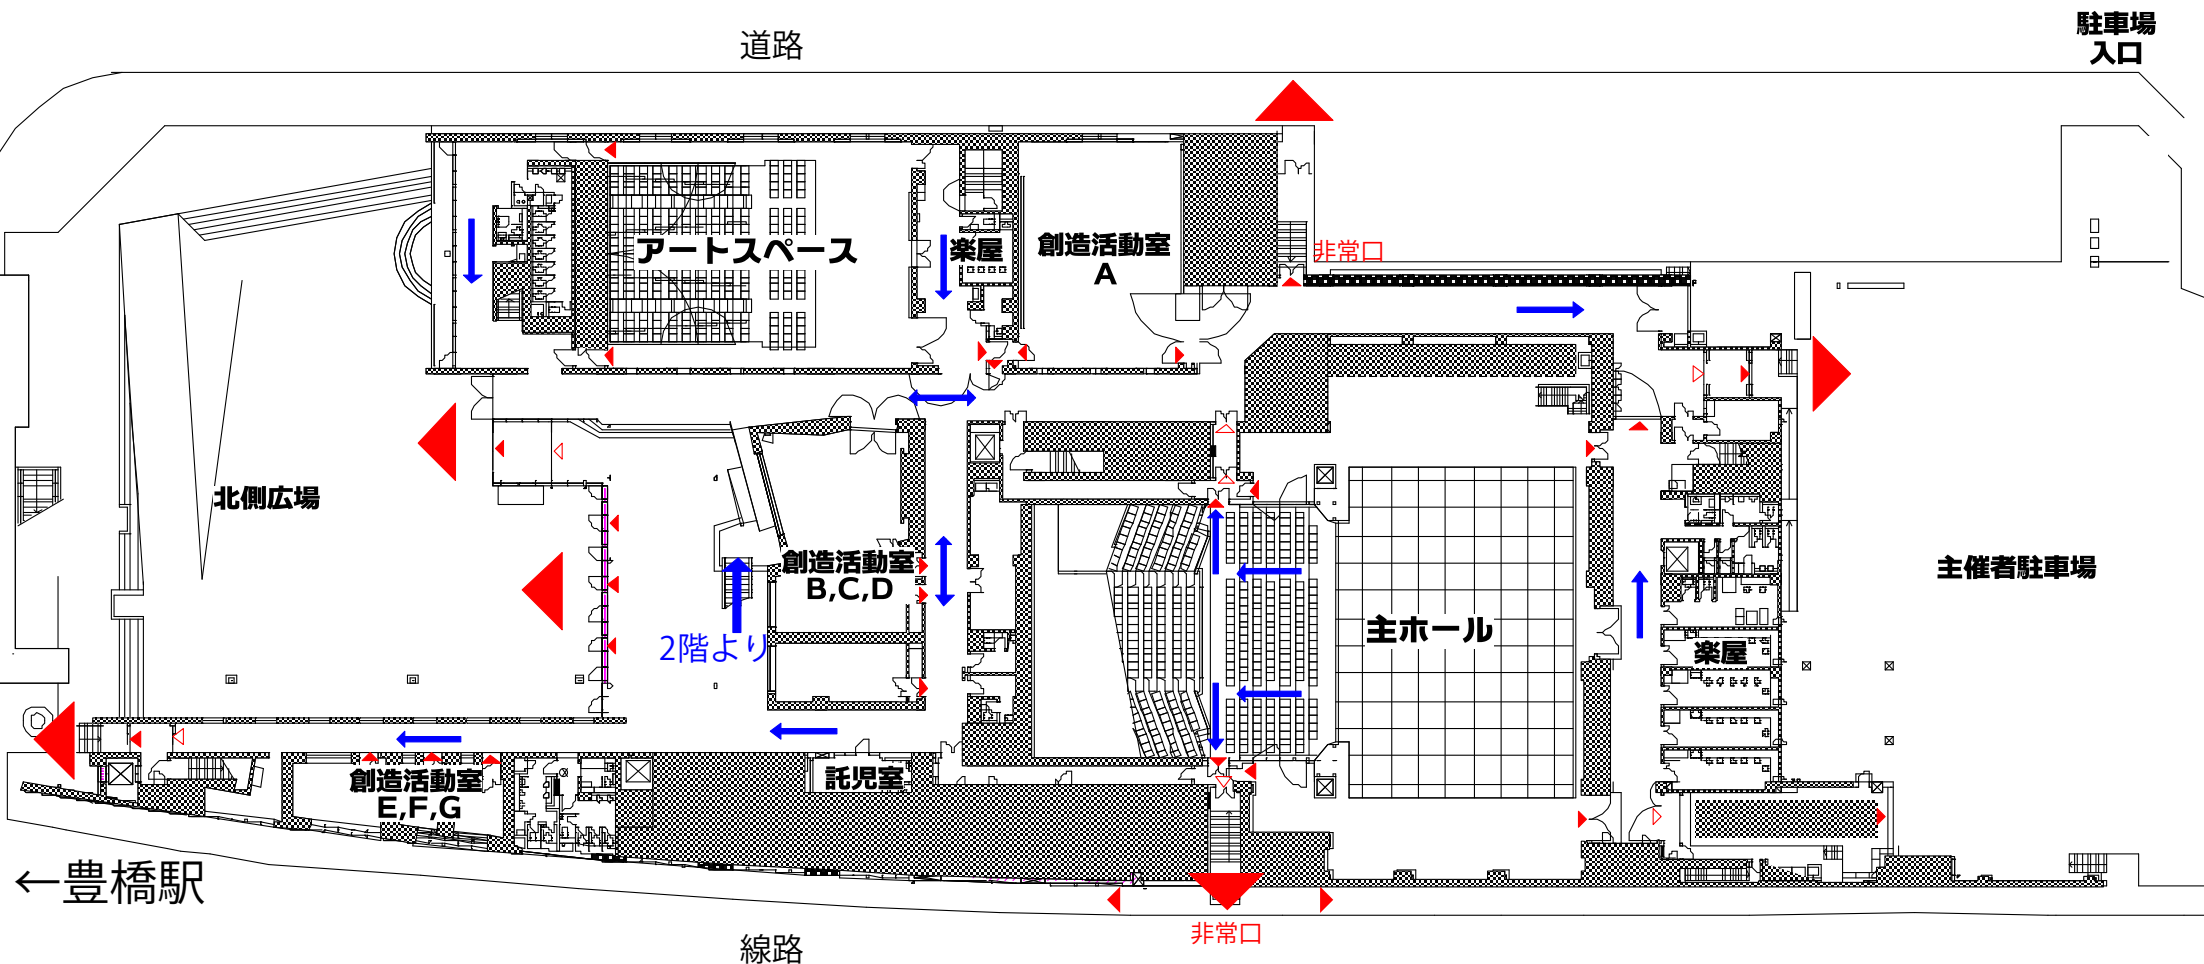 道路
駐車場
入口
アートスペース
楽屋
創造活動室
A
非常口
北側広場
創造活動室
B,C,D
2階より
主ホール
楽屋
主催者駐車場
創造活動室
E,F,G
託児室
←豊橋駅
線路
非常口